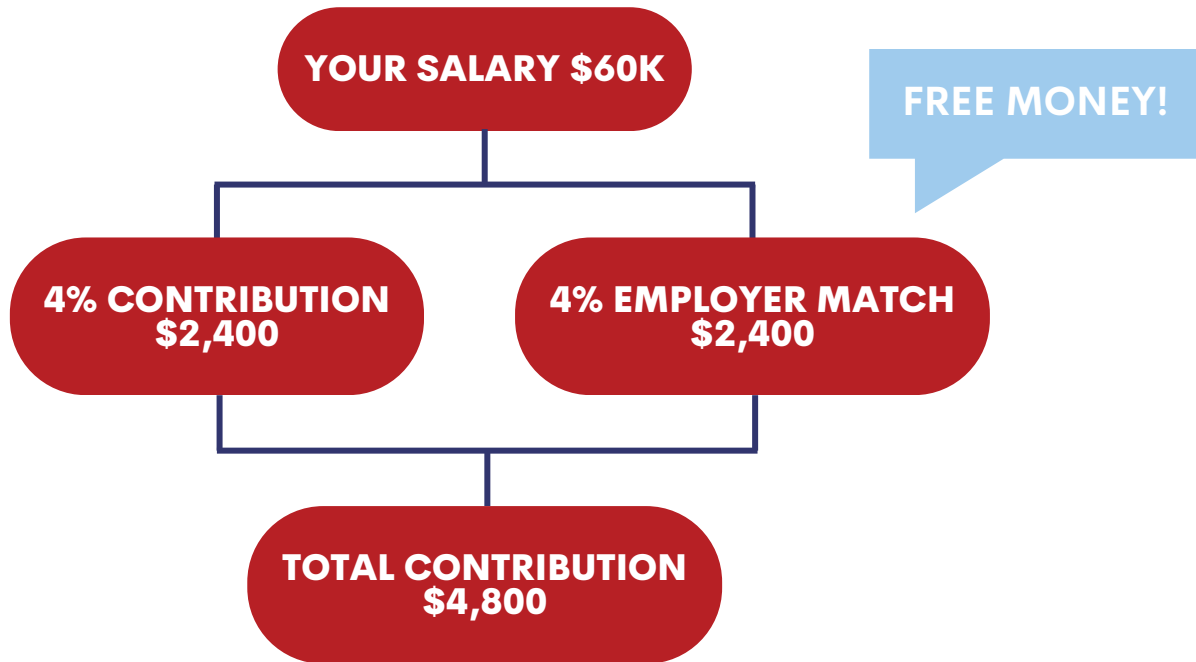 YOUR SALARY $60K
FREE MONEY!
4% CONTRIBUTION
$2,400
4% EMPLOYER MATCH
$2,400
TOTAL CONTRIBUTION
$4,800